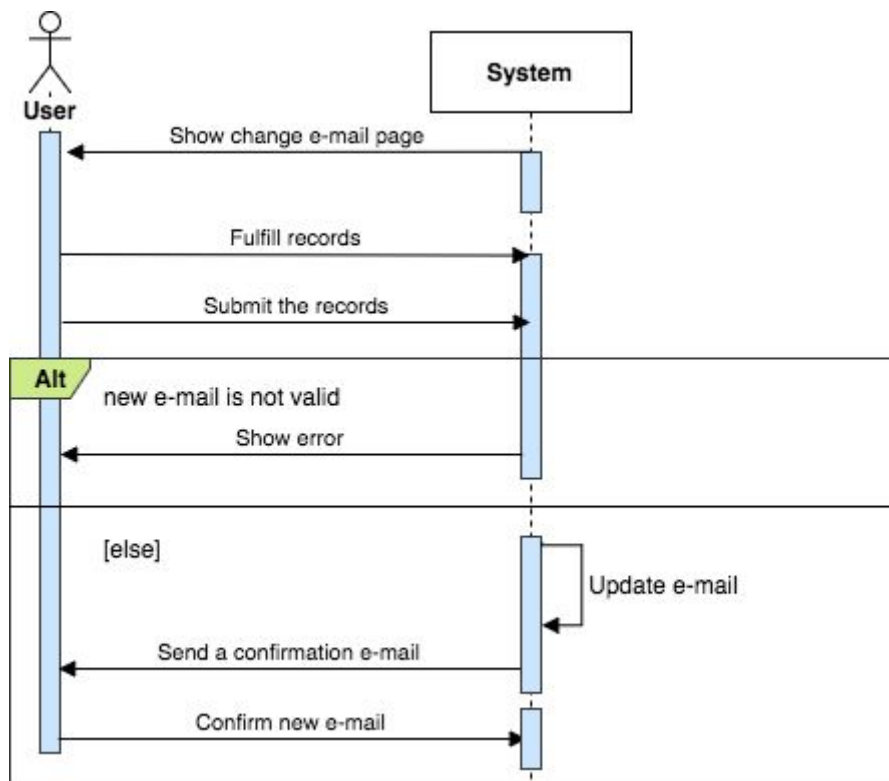 System
User
Show change e-mail page
Fulfill records
Submit the records
Alt
new e-mail is not valid
Show error
[else]
Update e-mail
Send a confirmation e-mail
Confirm new e-mail